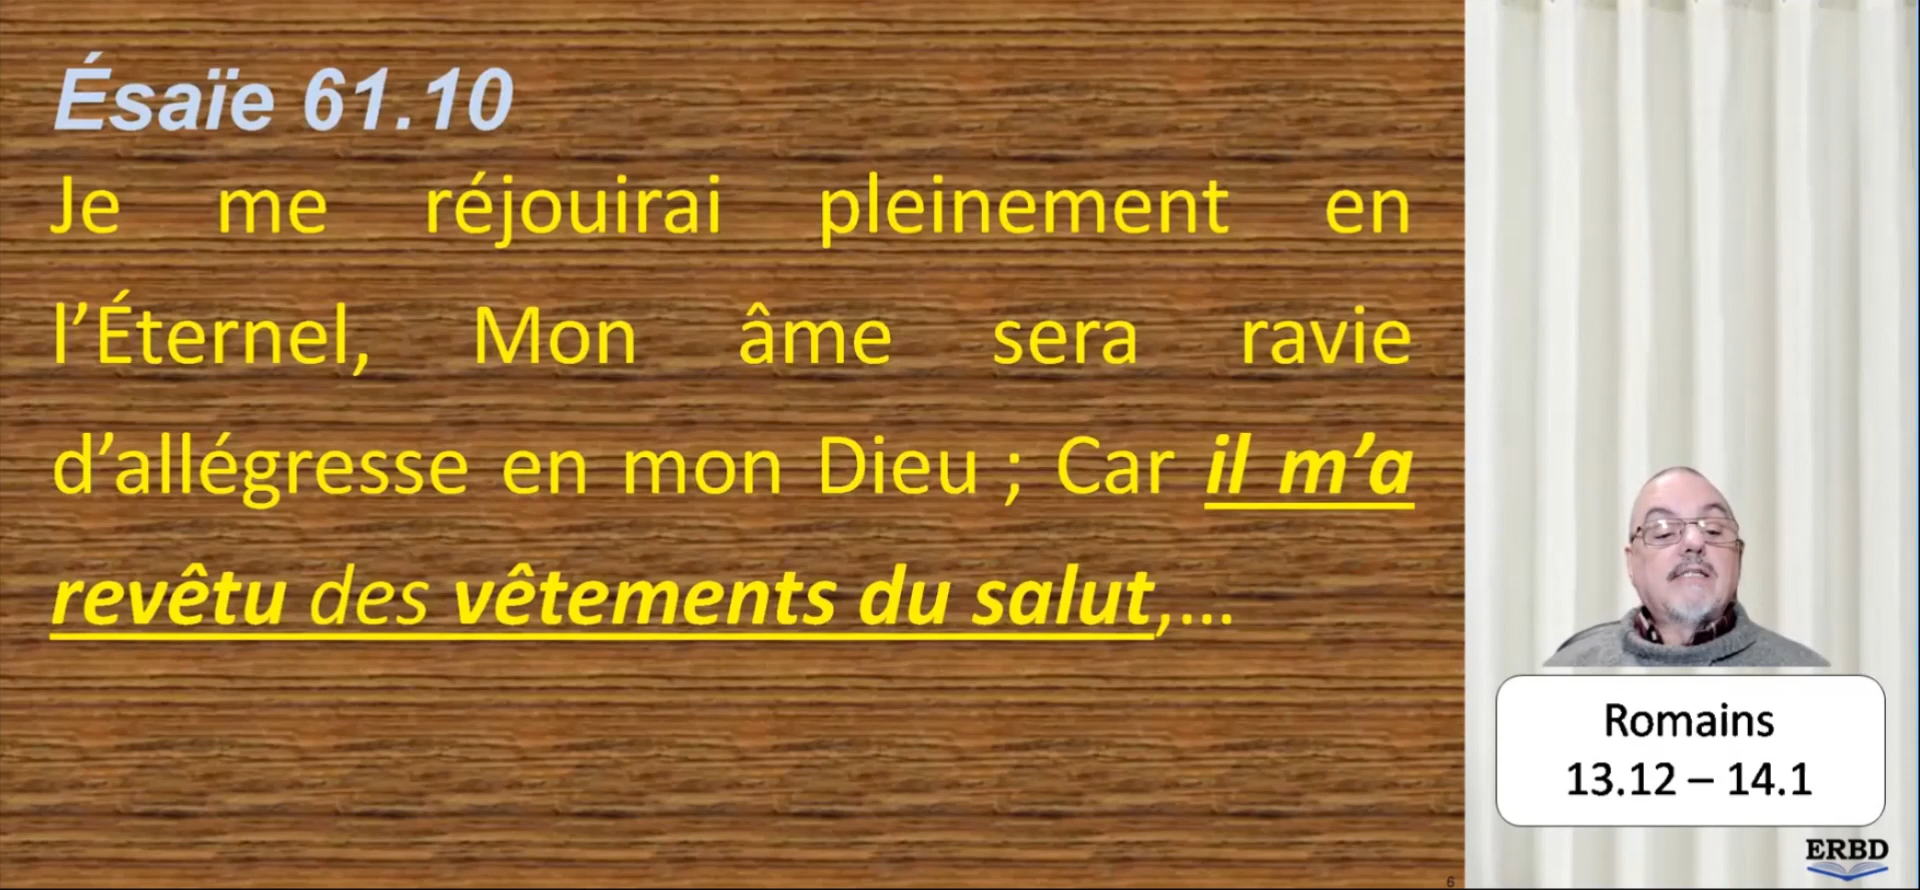 Ésaïe 61.10
Je me réjouirai pleinement en
l’Éternel, Mon âme sera ravie
d’allégresse en mon Dieu ; Car il m’a
revêtu des vêtements du salut,...
Romains
13.12 – 14.1
ERBD
6